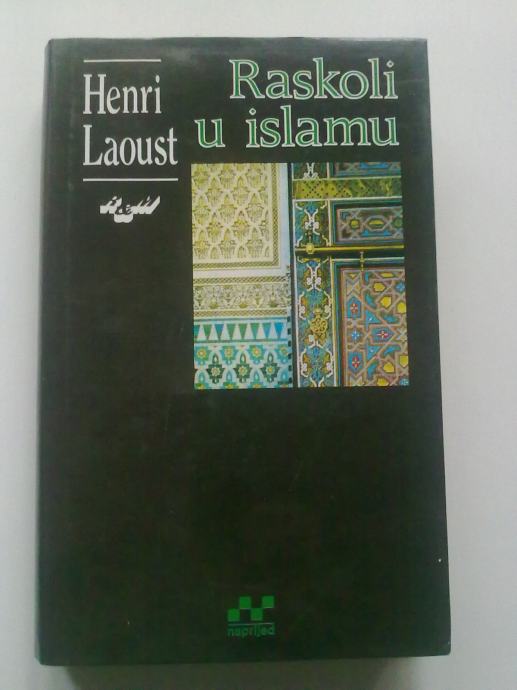 Henri
Laoust
Raskoli
u islamu
naprijed